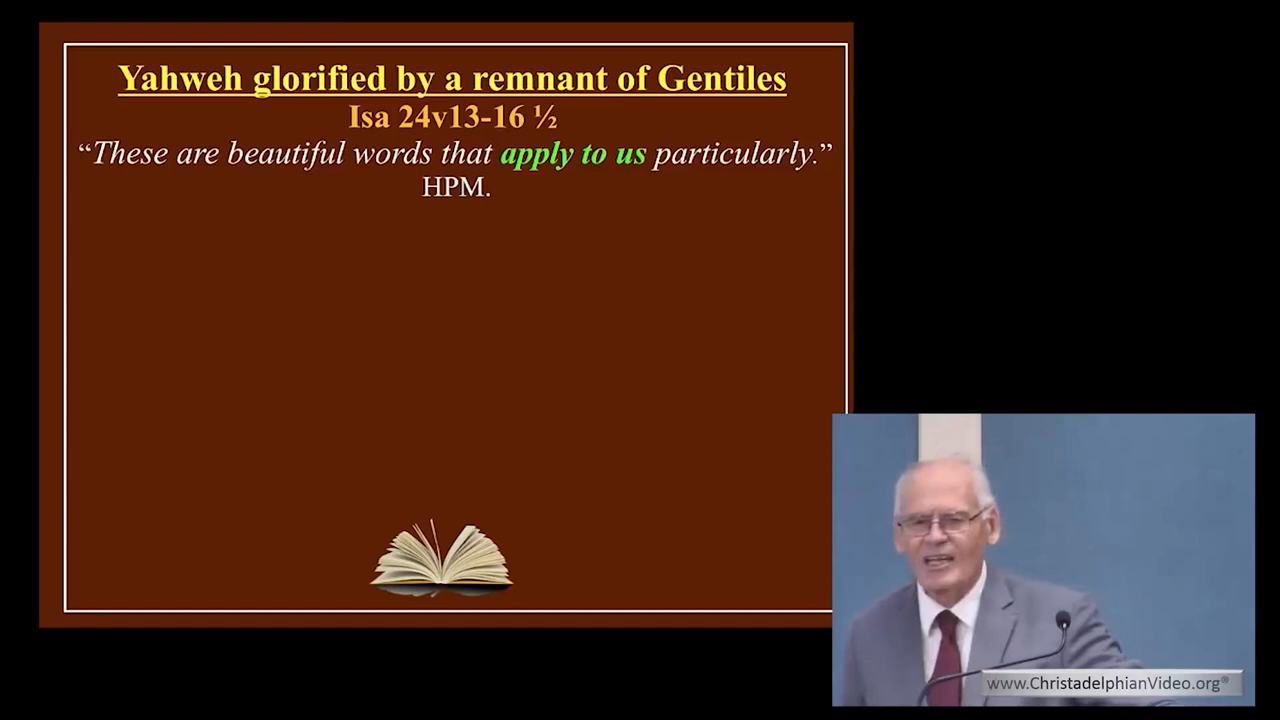 Yahweh glorified by a remnant of Gentiles
Isa 24v13-16 ½
“These are beautiful words that apply to us particularly.”
HPM.
www.ChristadelphianVideo.org®